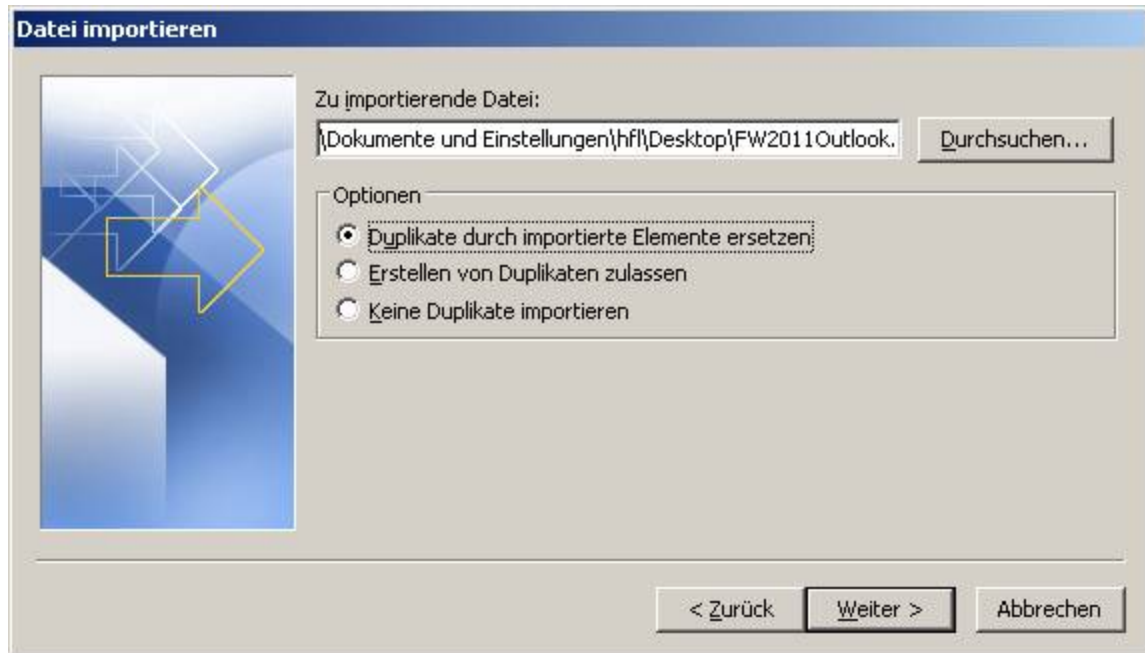 Datei importieren
Zu importierende Datei:
\Dokumente und Einstellungen\hfl\Desktop\FW2011Outlook.
Durchsuchen...
Optionen
Duplikate durch importierte Elemente ersetzen
Erstellen von Duplikaten zulassen
Keine Duplikate importieren
< Zurück
Weiter >
Abbrechen